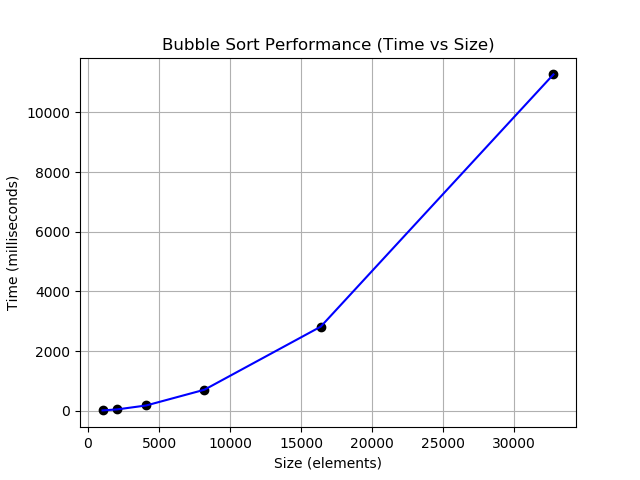 Bubble Sort Performance (Time vs Size)
10000
8000
6000
4000
2000
0
Time (milliseconds)
0 5000 10000 15000 20000 25000 30000
Size (elements)